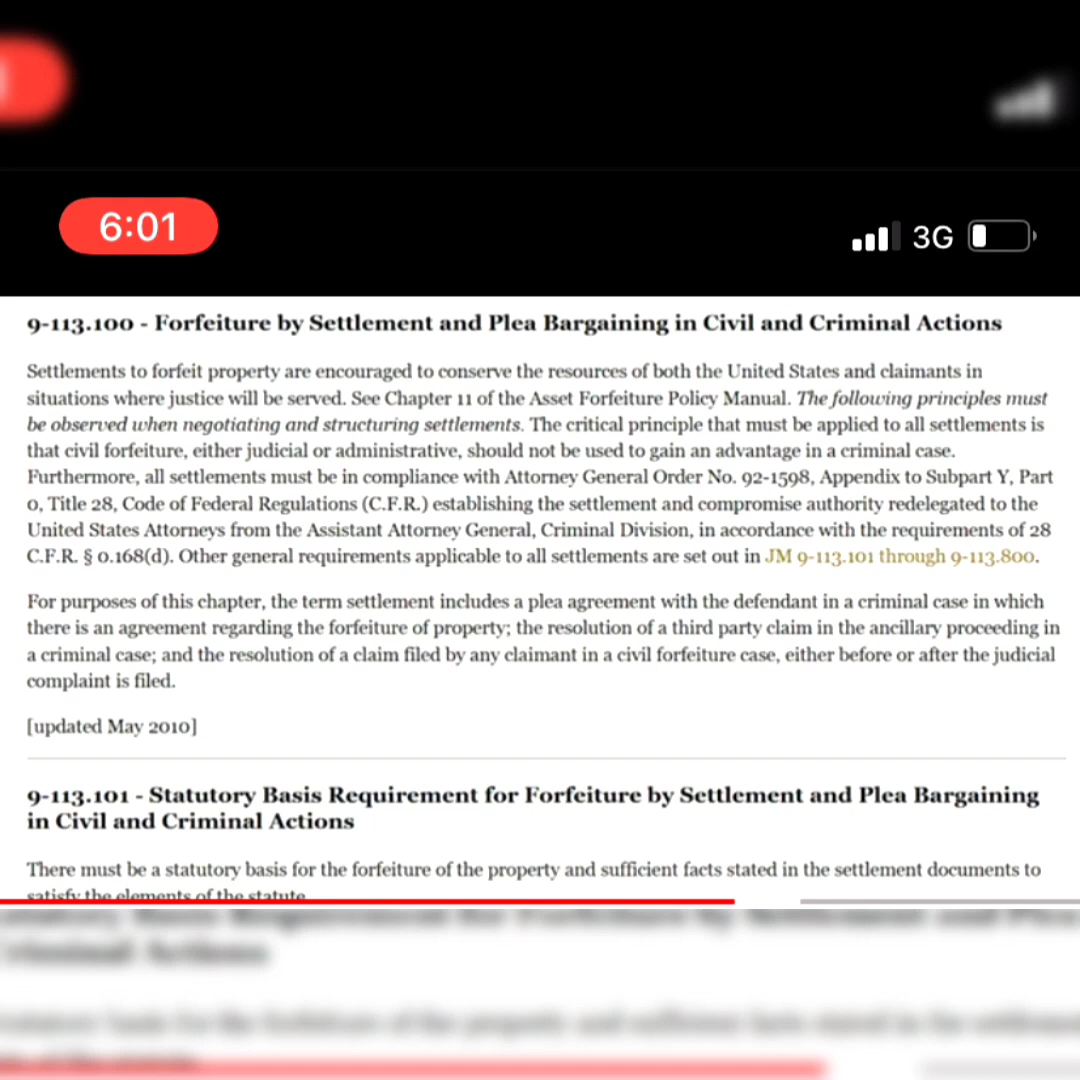 6:01
3G
9-113.100 - Forfeiture by Settlement and Plea Bargaining in Civil and Criminal Actions
Settlements to forfeit property are encouraged to conserve the resources of both the United States and claimants in
situations where justice will be served. See Chapter 11 of the Asset Forfeiture Policy Manual. The following principles must
be observed when negotiating and structuring settlements. The critical principle that must be applied to all settlements is
that civil forfeiture, either judicial or administrative, should not be used to gain an advantage in a criminal case.
Furthermore, all settlements must be in compliance with Attorney General Order No. 92-1598, Appendix to Subpart Y, Part
0, Title 28, Code of Federal Regulations (C.F.R.) establishing the settlement and compromise authority redelegated to the
United States Attorneys from the Assistant Attorney General, Criminal Division, in accordance with the requirements of 28
C.F.R. § 0.168(d). Other general requirements applicable to all settlements are set out in JM 9-113.101 through 9-113.800.
For purposes of this chapter, the term settlement includes a plea agreement with the defendant in a criminal case in which
there is an agreement regarding the forfeiture of property; the resolution of a third party claim in the ancillary proceeding in
a criminal case; and the resolution of a claim filed by any claimant in a civil forfeiture case, either before or after the judicial
complaint is filed.
[updated May 2010]
9-113.101 - Statutory Basis Requirement for Forfeiture by Settlement and Plea Bargaining
in Civil and Criminal Actions
There must be a statutory basis for the forfeiture of the property and sufficient facts stated in the settlement documents to
satisfy the elements of the statute